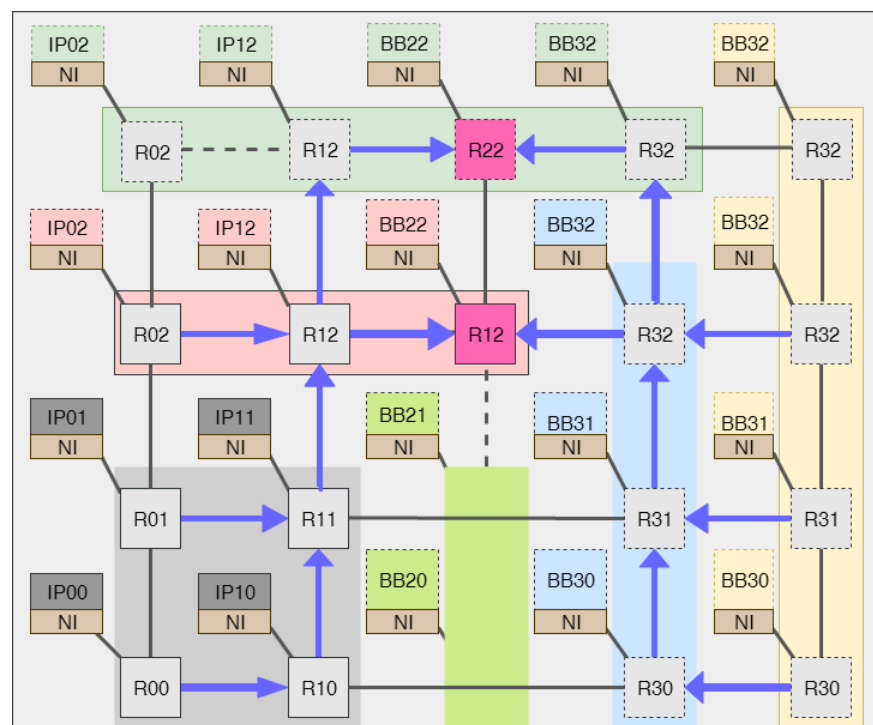 IP02 IP12 BB22 BB32 BB32
NI NI NI NI NI
R02 R12 R22 R32 R32
IP02 IP12 BB22 BB32 BB32
NI NI NI NI NI
R02 R12 R12 R32 R32
IP01 IP11 BB21 BB31 BB31
NI NI NI NI NI
R01 R11 R31 R31
IP00 IP10 BB20 BB30 BB30
NI NI NI NI NI
R00 R10 R30 R30